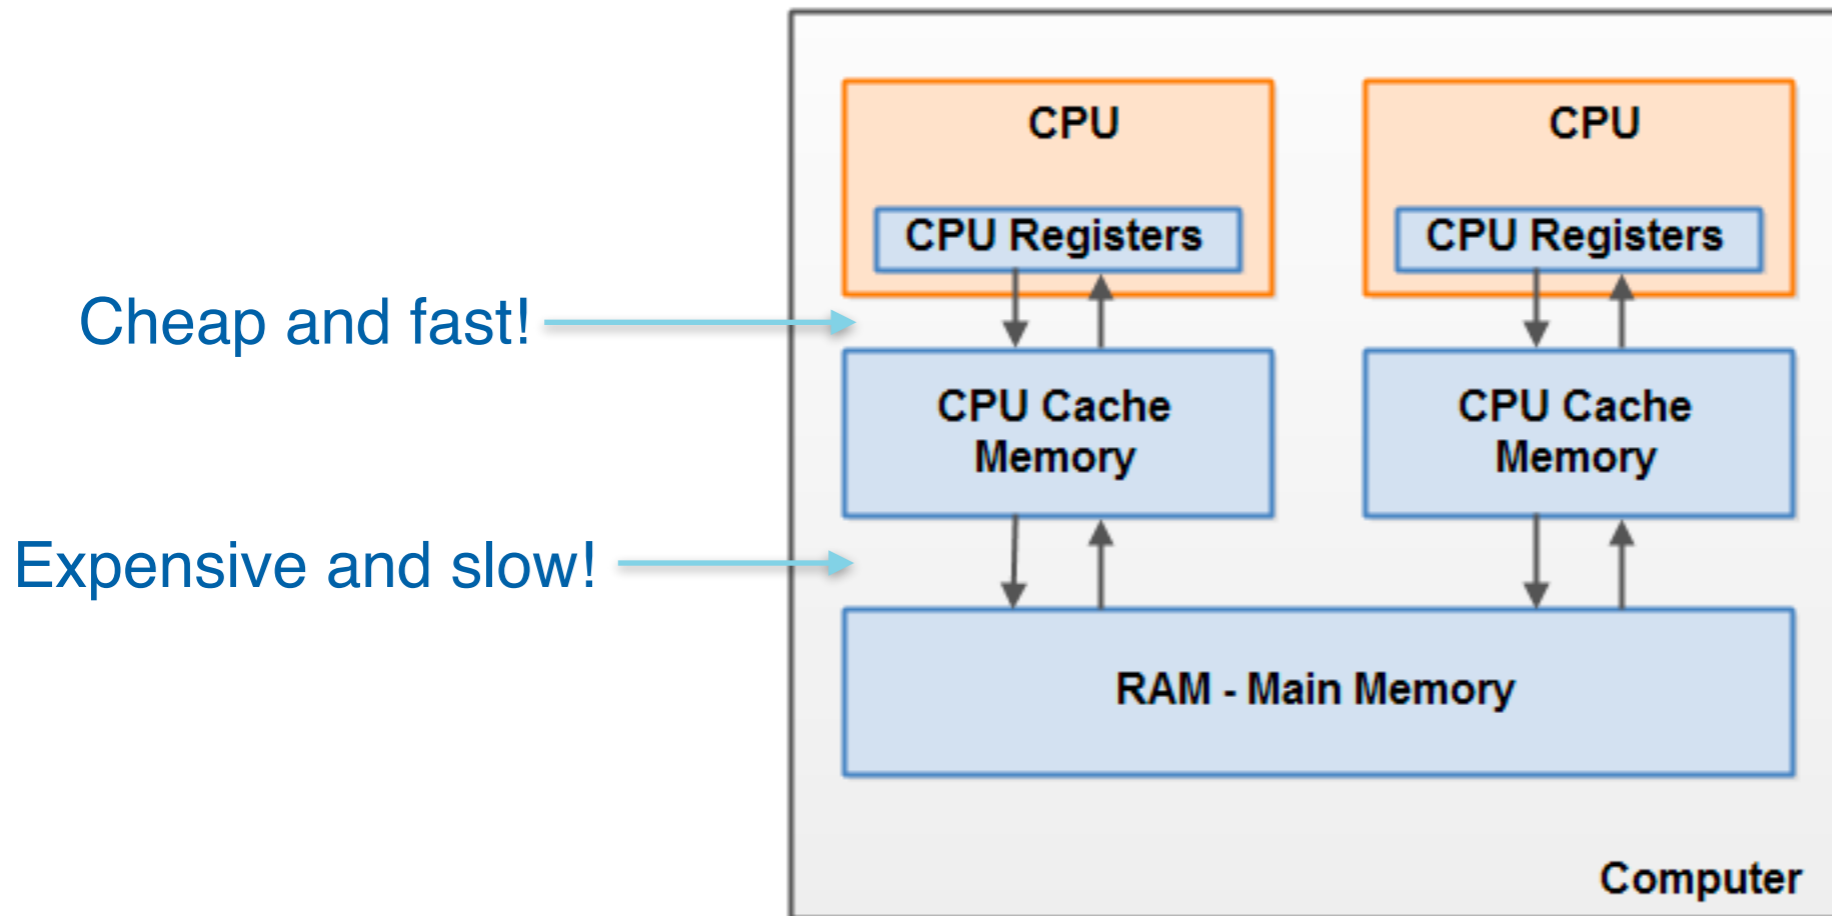 CPU
CPU
CPU Registers
CPU Registers
Cheap and fast!
CPU Cache
Memory
CPU Cache
Memory
Expensive and slow!
RAM - Main Memory
Computer